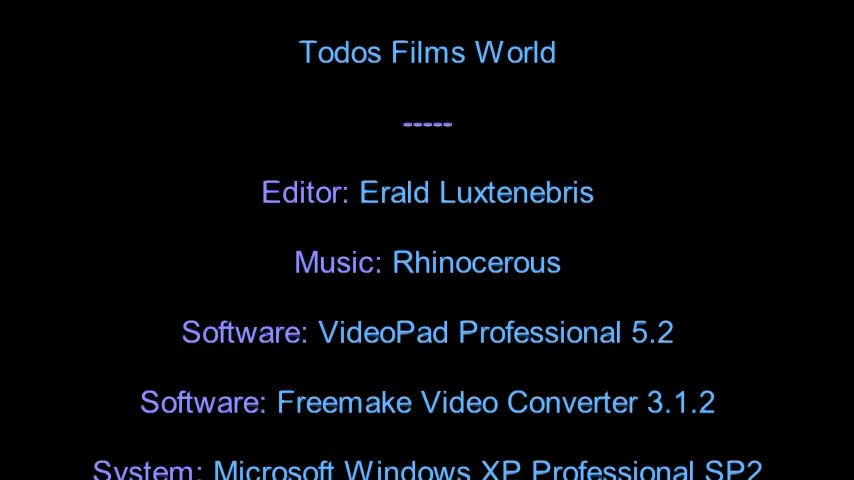 Todos Films World
-----
Editor: Erald Luxtenebris
Music: Rhinocerous
Software: VideoPad Professional 5.2
Software: Freemake Video Converter 3.1.2
System: Microsoft Windows XP Professional SP2